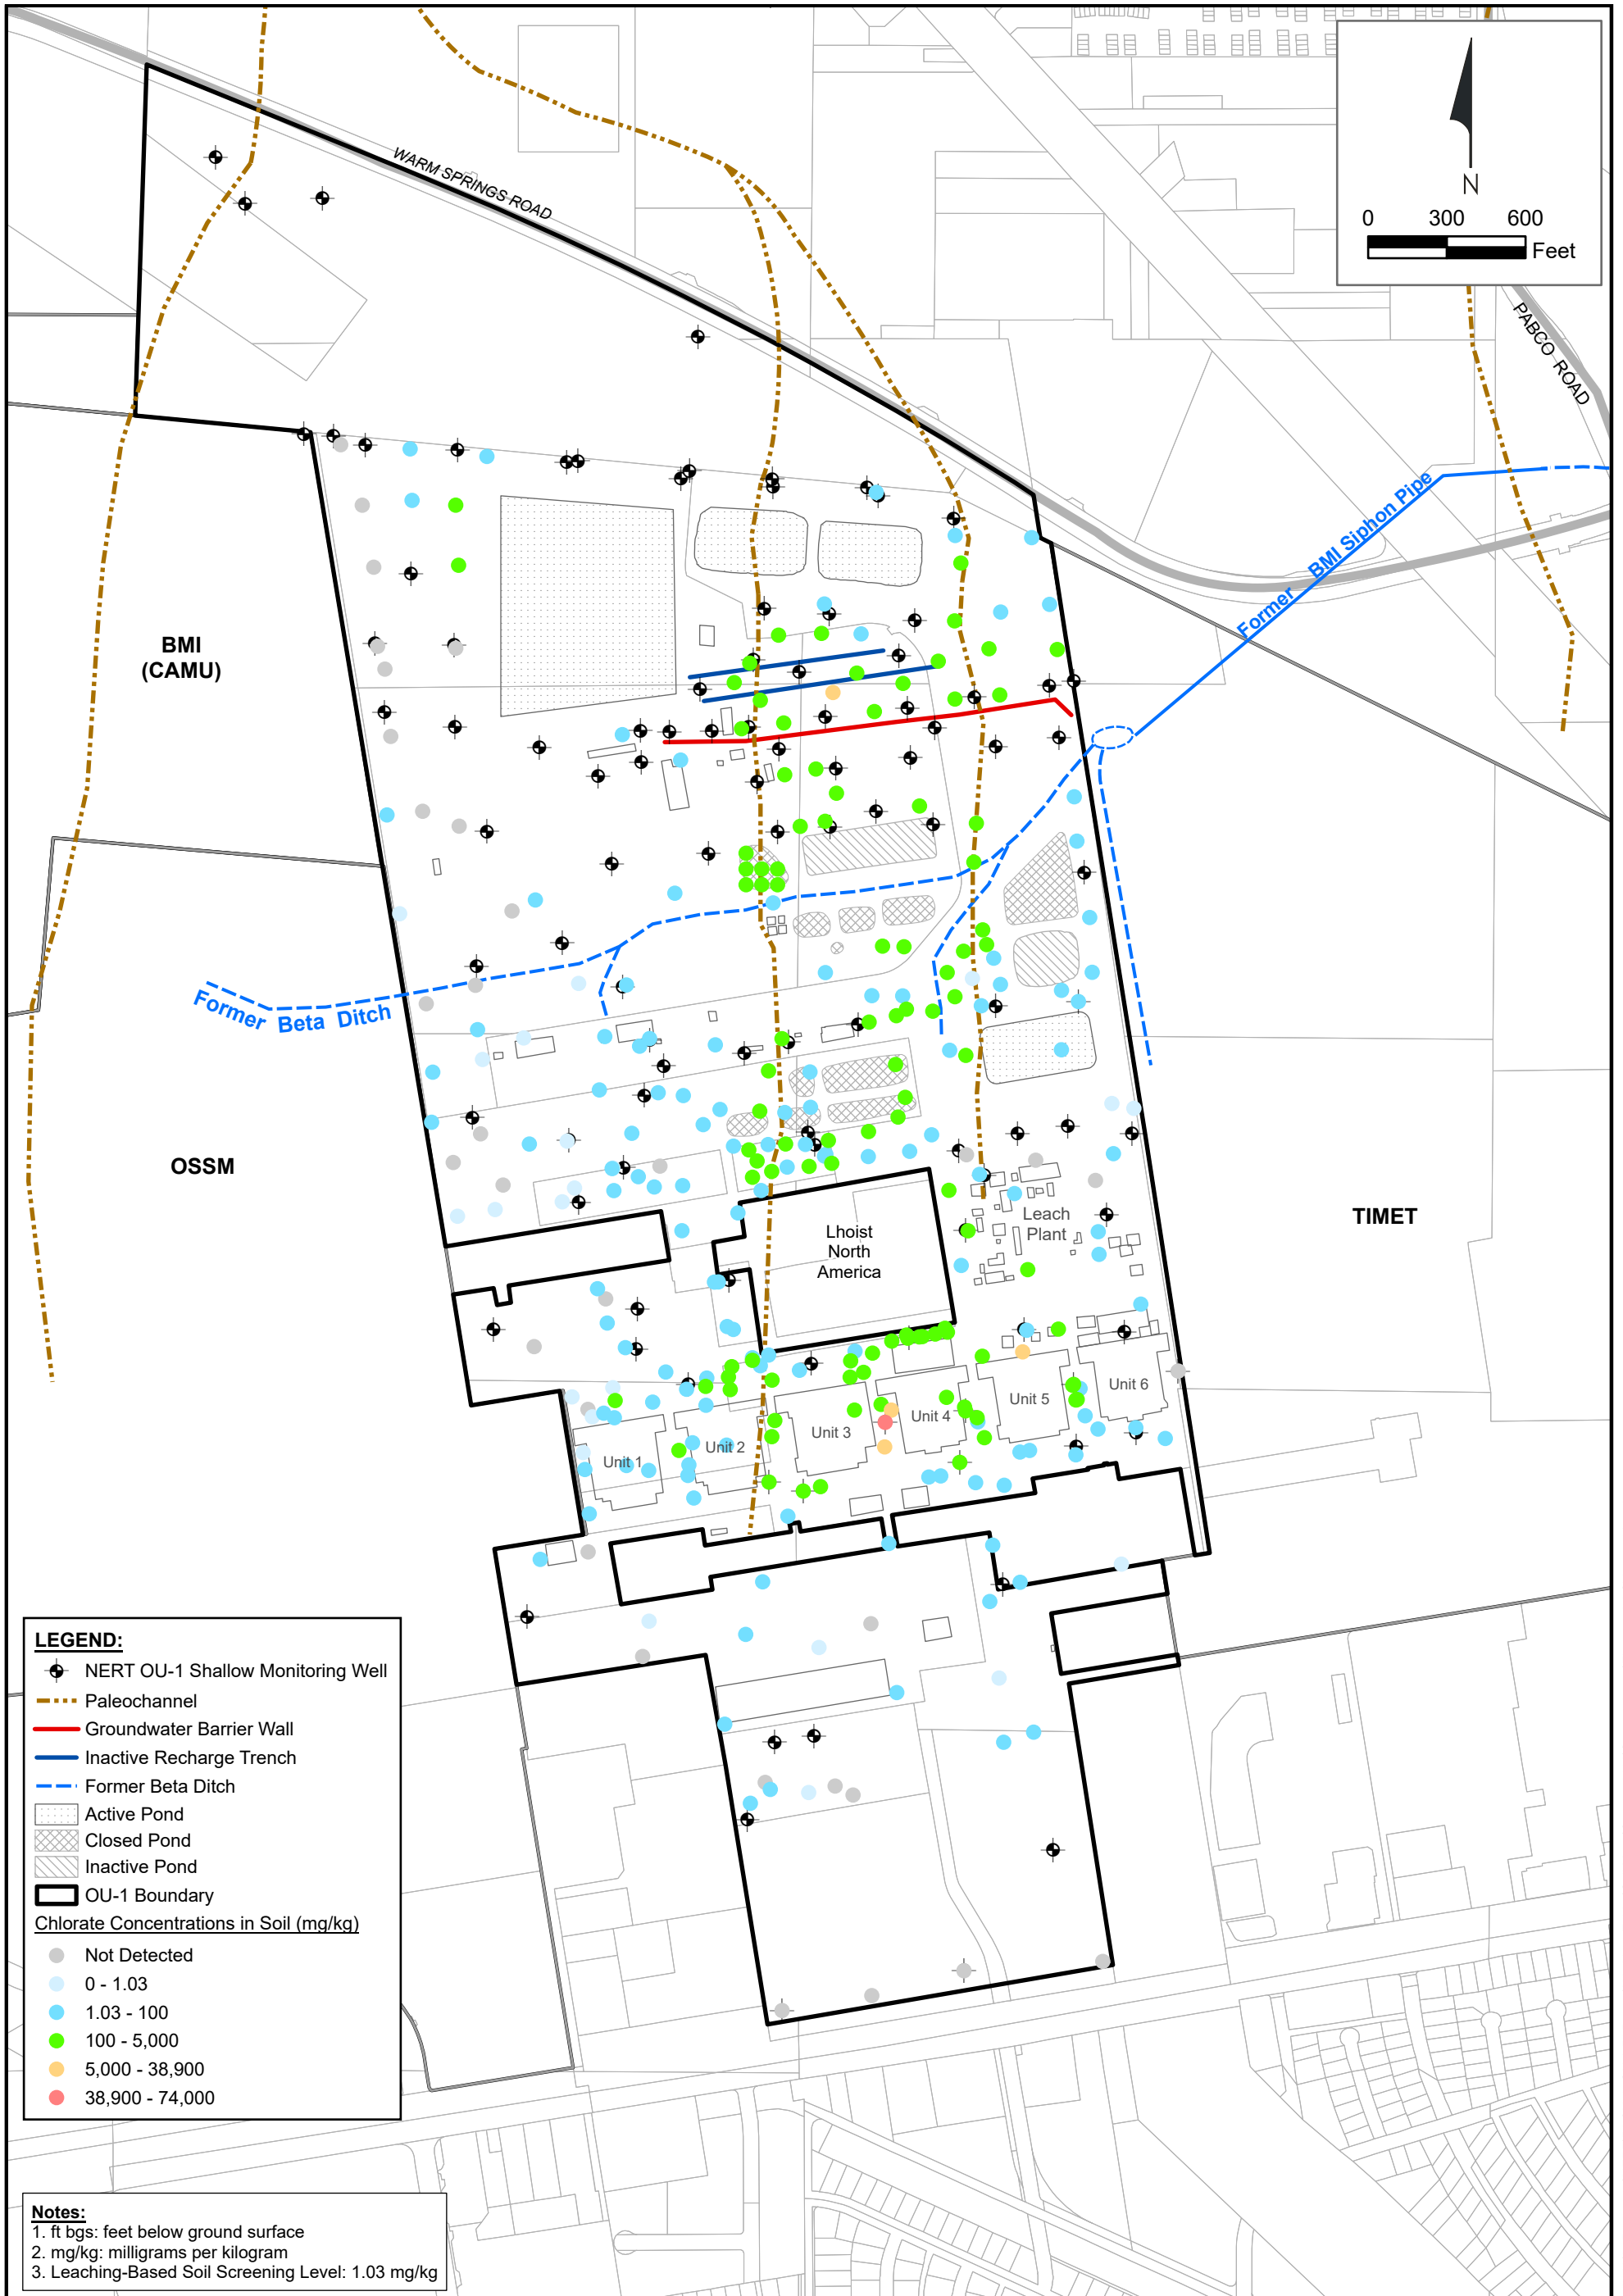 WARM SPRINGS ROAD
N
0 300 600
Feet
PABCO ROAD
Former BMI Siphon Pipe
BMI
(CAMU)
Former Beta Ditch
OSSM
TIMET
Lhoist
North
America
Leach
Plant
Unit 1
Unit 2
Unit 3
Unit 4
Unit 5
Unit 6
LEGEND:
NERT OU-1 Shallow Monitoring Well
Paleochannel
Groundwater Barrier Wall
Inactive Recharge Trench
Former Beta Ditch
Active Pond
Closed Pond
Inactive Pond
OU-1 Boundary
Chlorate Concentrations in Soil (mg/kg)
Not Detected
0 - 1.03
1.03 - 100
100 - 5,000
5,000 - 38,900
38,900 - 74,000
Notes:
1. ft bgs: feet below ground surface
2. mg/kg: milligrams per kilogram
3. Leaching-Based Soil Screening Level: 1.03 mg/kg